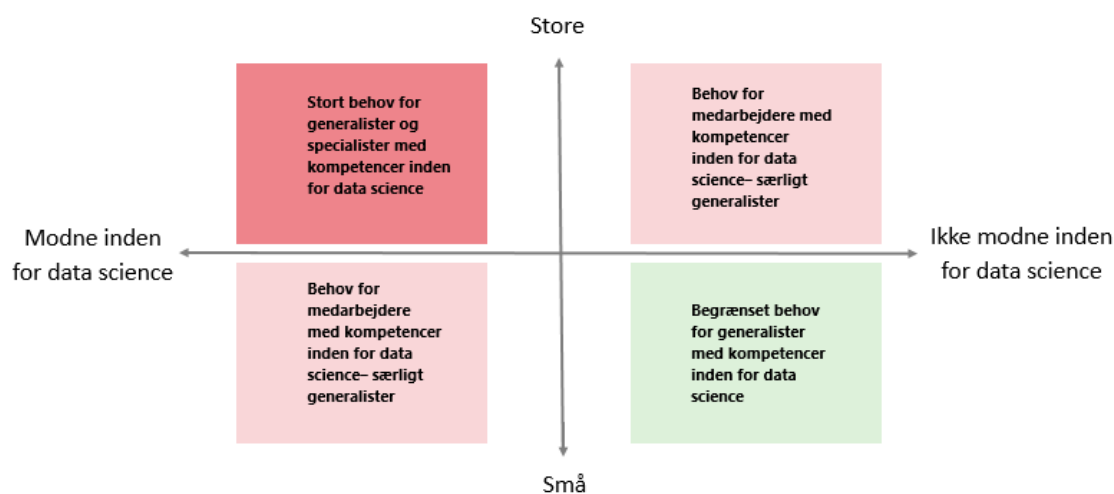 Store
Stort behov for
generalister og
specialister med
kompetencer inden
for data science
Behov for
medarbejdere med
kompetencer
inden for data
science– særligt
generalister
Modne inden
for data science
Ikke modne inden
for data science
Behov for
medarbejdere
med kompetencer
inden for data
science– særligt
generalister
Begrænset behov
for generalister
med kompetencer
inden for data
science
Små